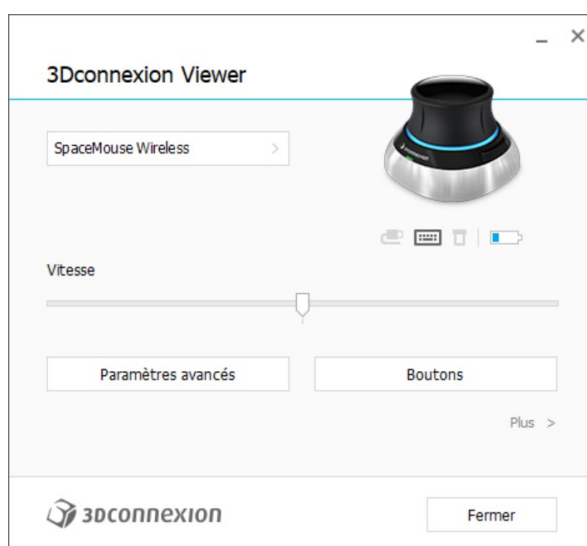 3Dconnexion Viewer
SpaceMouse Wireless
Vitesse
Paramètres avancés
Boutons
Plus >
3Dconnexion
Fermer